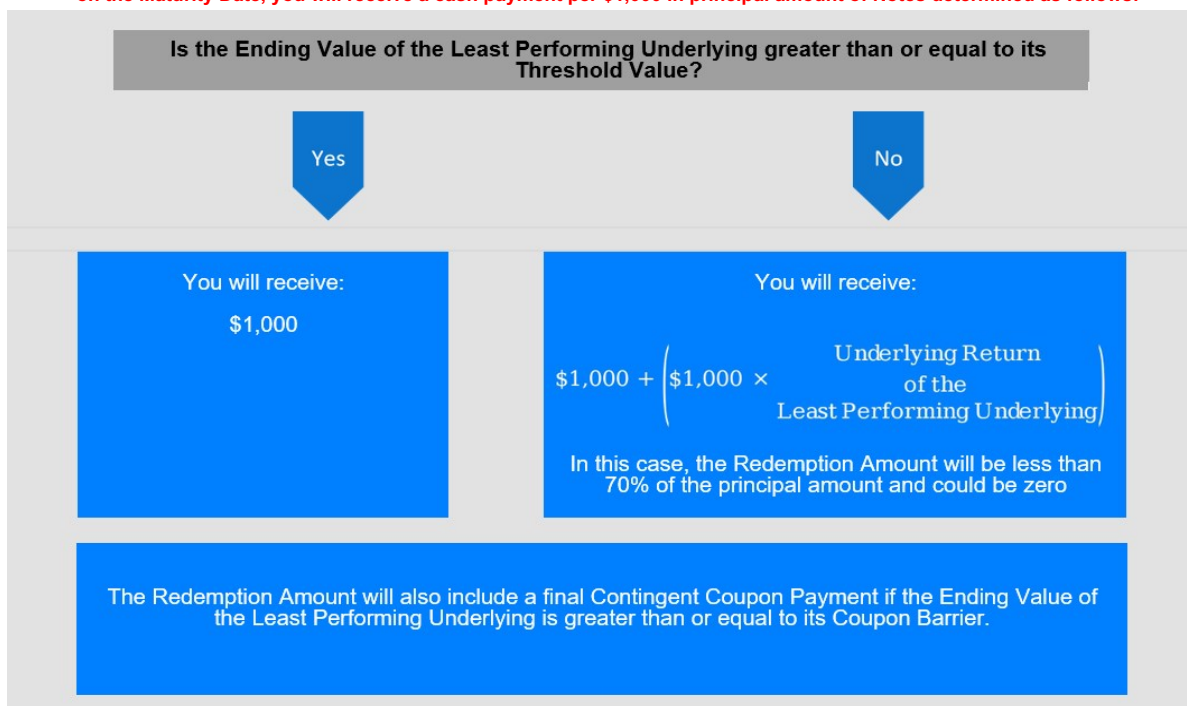 Is the Ending Value of the Least Performing Underlying greater than or equal to its
Threshold Value?
Yes
No
You will receive:
$1,000
You will receive:
$1,000 + ($1,000 × Underlying Return
of the
Least Performing Underlying)
In this case, the Redemption Amount will be less than
70% of the principal amount and could be zero
The Redemption Amount will also include a final Contingent Coupon Payment if the Ending Value of
the Least Performing Underlying is greater than or equal to its Coupon Barrier.